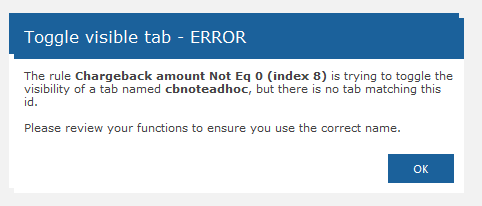 Toggle visible tab - ERROR
The rule Chargeback amount Not Eq 0 (index 8) is trying to toggle the
visibility of a tab named cbnoteadhoc, but there is no tab matching this
id.
Please review your functions to ensure you use the correct name.
OK